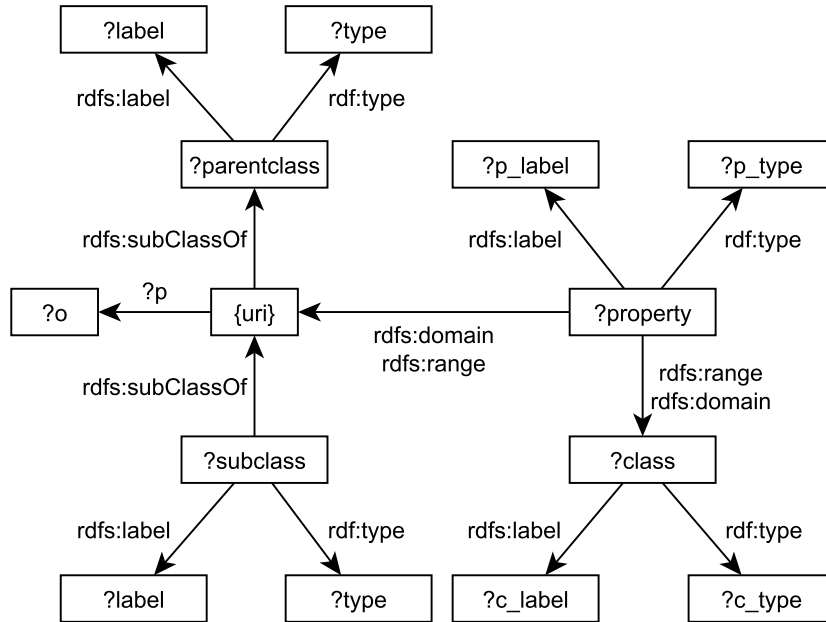 ?label
?type
rdfs:label
rdf:type
?parentclass
?p_label
?p_type
rdfs:subClassOf
rdfs:label
rdf:type
?o
?p
{uri}
?property
rdfs:domain
rdfs:range
rdfs:subClassOf
rdfs:range
rdfs:domain
?subclass
?class
rdfs:label
rdf:type
rdfs:label
rdf:type
?label
?type
?c_label
?c_type